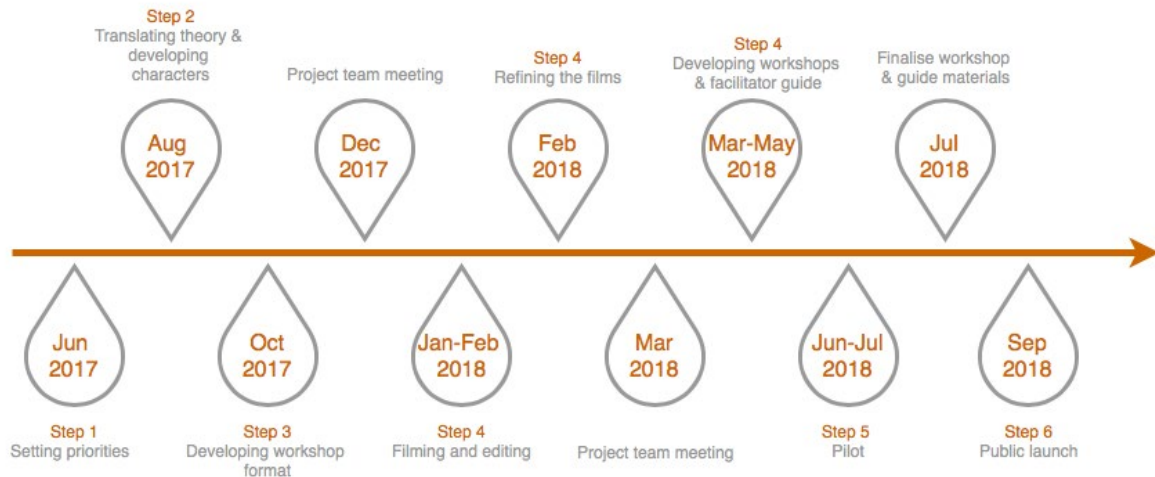 Step 2
Translating theory &
developing
characters
Project team meeting
Step 4
Refining the films
Step 4
Developing workshops
& facilitator guide
Finalise workshop
& guide materials
Aug
2017
Dec
2017
Feb
2018
Mar-May
2018
Jul
2018
Jun
2017
Oct
2017
Jan-Feb
2018
Mar
2018
Jun-Jul
2018
Sep
2018
Step 1
Setting priorities
Step 3
Developing workshop
format
Step 4
Filming and editing
Project team meeting
Step 5
Pilot
Step 6
Public launch